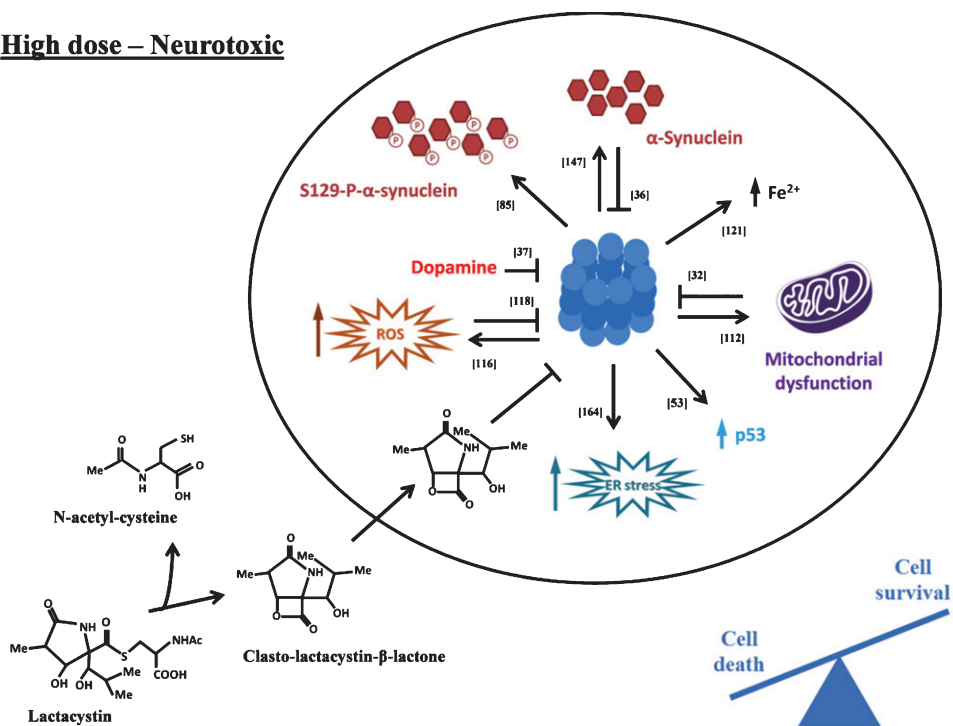 High dose – Neurotoxic
α-Synuclein
S129-P-α-synuclein
P
P
P
P
P
P
P
[147]
[36]
[85]
Fe²⁺
[121]
[37]
Dopamine
[32]
[118]
ROS
[112]
[116]
Mitochondrial
dysfunction
[164]
[53]
p53
ER stress
O
Me
Me
NH
Me
O
O
OH
SH
O
Me
N
H
O
OH
N-acetyl-cysteine
O
Me
Me
NH
Me
O
O
OH
Clasto-lactacystin-β-lactone
O
NH
O
Me
S
NHAc
COOH
OH
OH
Me
Me
Lactacystin
Cell
survival
Cell
death